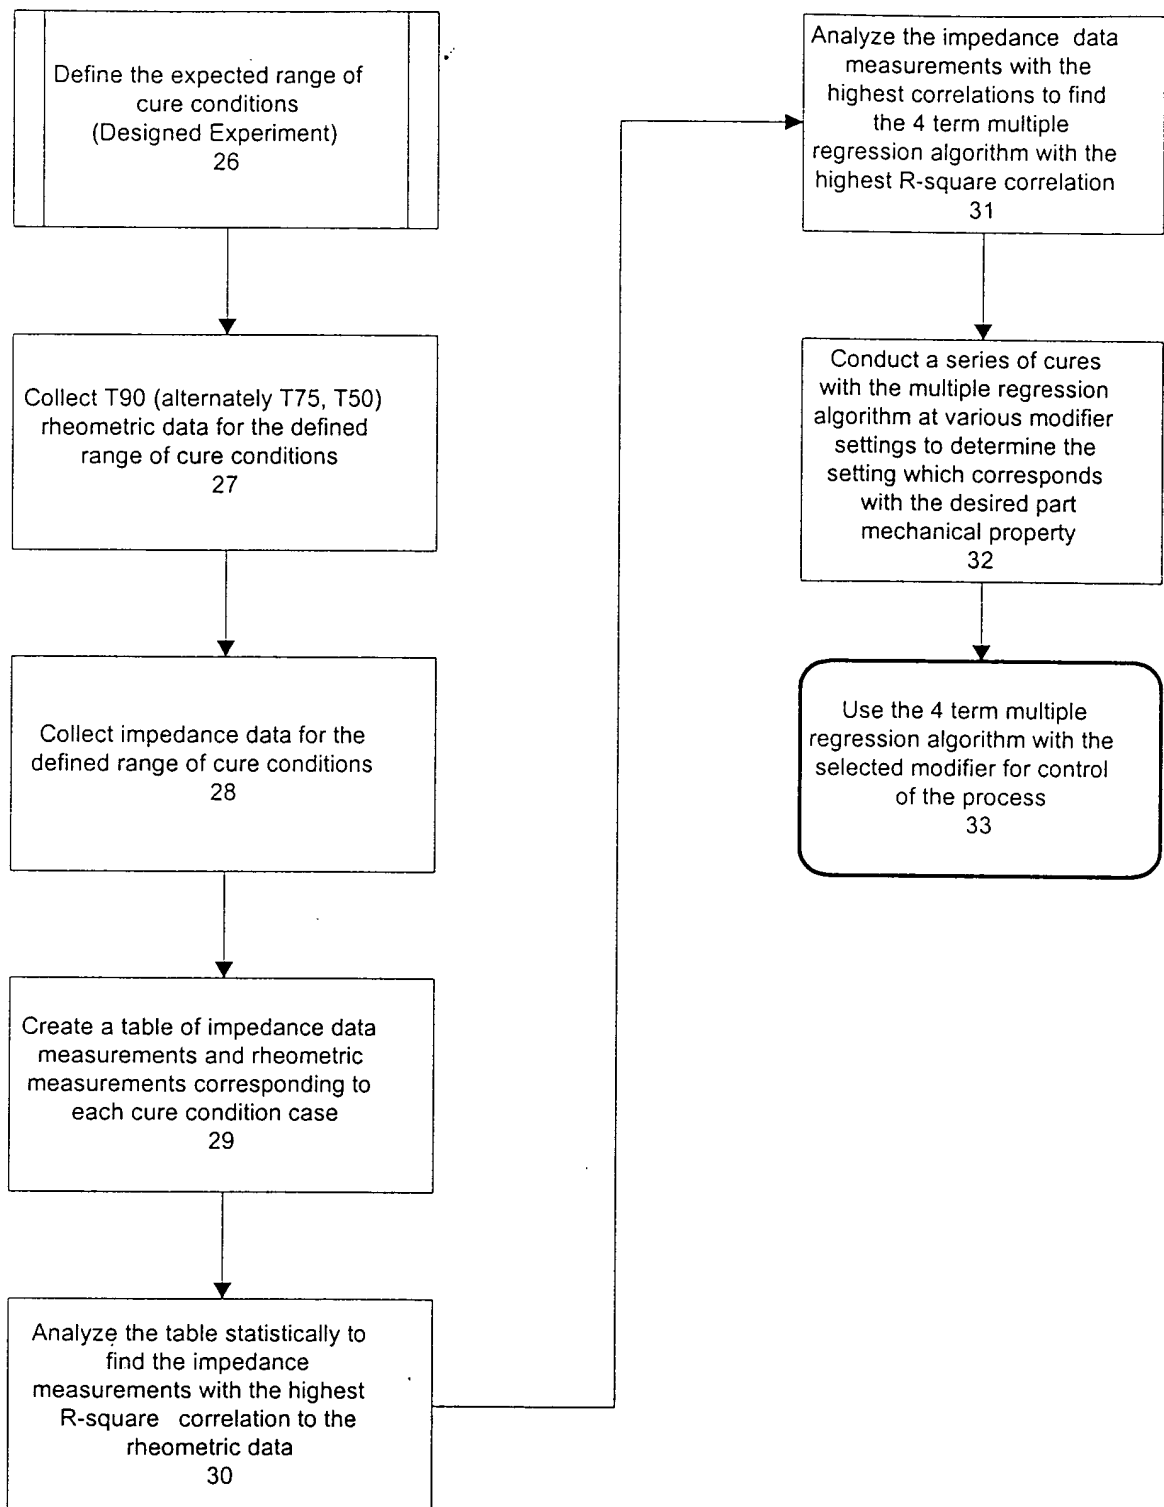 Define the expected range of
cure conditions
(Designed Experiment)
26
Collect T90 (alternately T75, T50)
rheometric data for the defined
range of cure conditions
27
Collect impedance data for the
defined range of cure conditions
28
Create a table of impedance data
measurements and rheometric
measurements corresponding to
each cure condition case
29
Analyze the table statistically to
find the impedance
measurements with the highest
R-square correlation to the
rheometric data
30
Analyze the impedance data
measurements with the
highest correlations to find
the 4 term multiple
regression algorithm with the
highest R-square correlation
31
Conduct a series of cures
with the multiple regression
algorithm at various modifier
settings to determine the
setting which corresponds
with the desired part
mechanical property
32
Use the 4 term multiple
regression algorithm with the
selected modifier for control
of the process
33